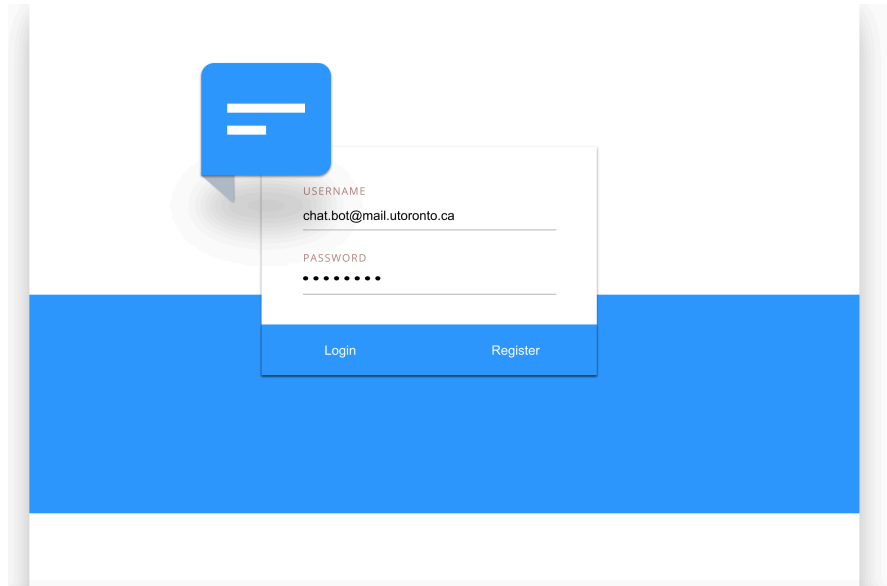 USERNAME
chat.bot@mail.utoronto.ca
PASSWORD
••••••••
Login Register